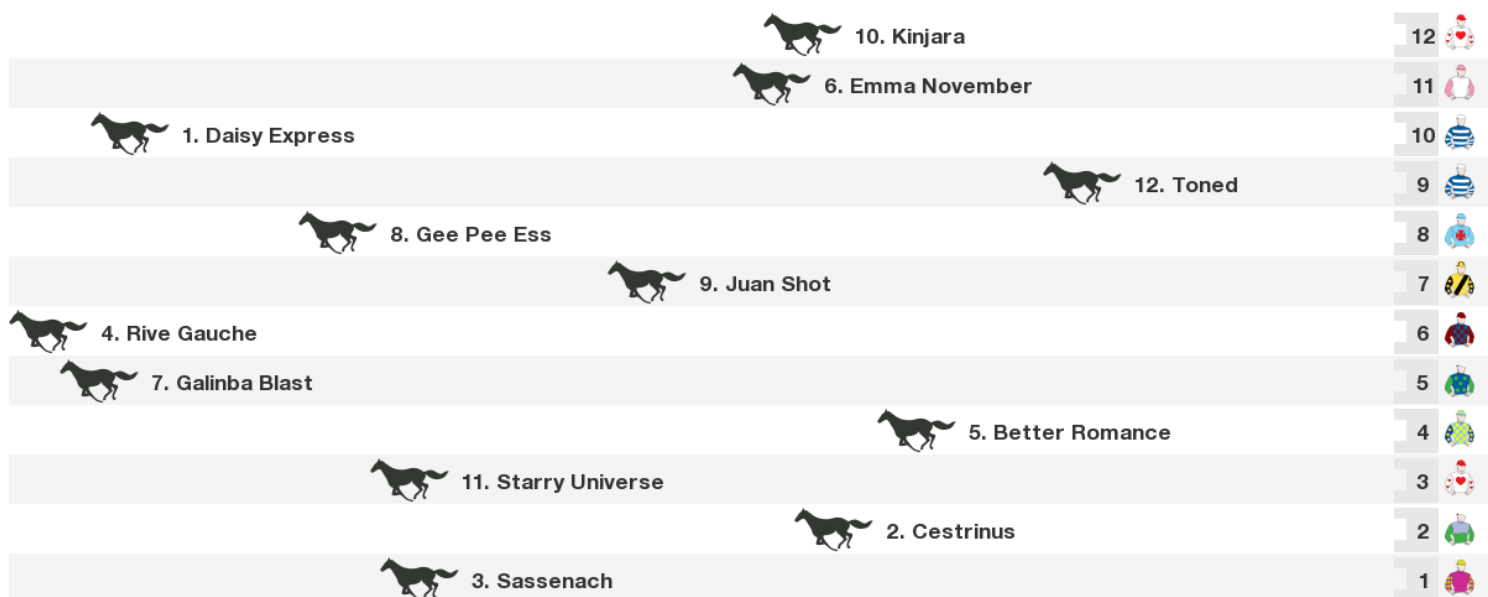 10. Kinjara 12
6. Emma November 11
1. Daisy Express 10
12. Toned 9
8. Gee Pee Ess 8
9. Juan Shot 7
4. Rive Gauche 6
7. Galinba Blast 5
5. Better Romance 4
11. Starry Universe 3
2. Cestrinus 2
3. Sassenach 1